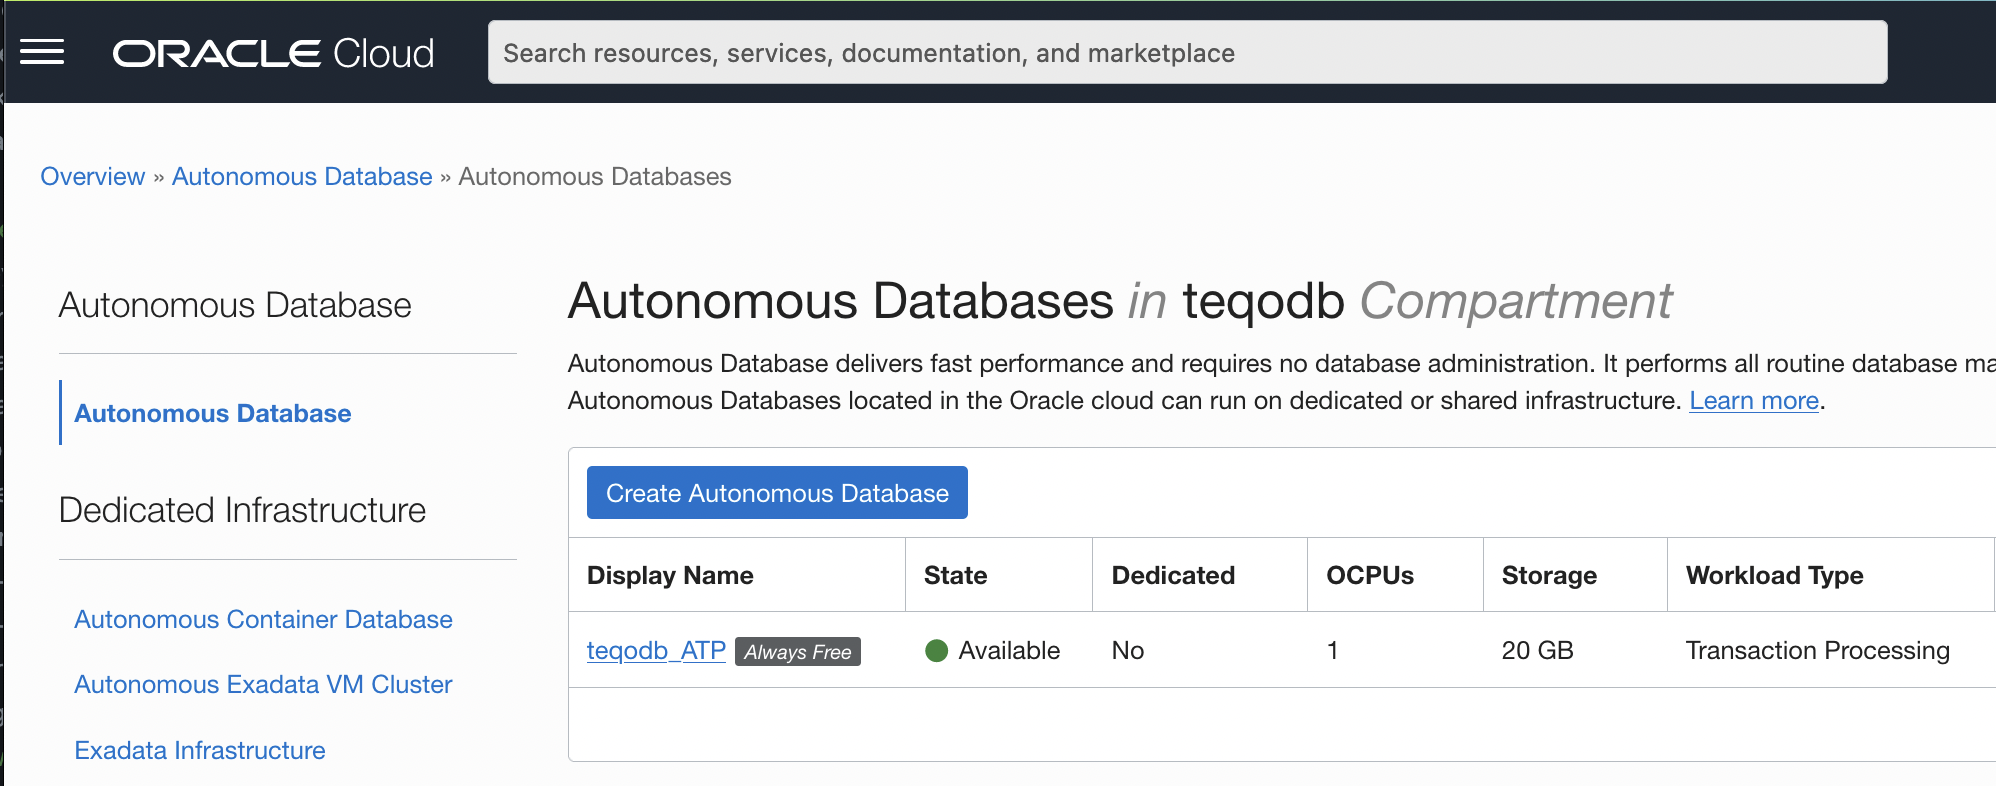 ORACLE Cloud
Search resources, services, documentation, and marketplace
Overview » Autonomous Database » Autonomous Databases
Autonomous Database
Autonomous Database
Dedicated Infrastructure
Autonomous Container Database
Autonomous Exadata VM Cluster
Exadata Infrastructure
Autonomous Databases in teqodb Compartment
Autonomous Database delivers fast performance and requires no database administration. It performs all routine database
Autonomous Databases located in the Oracle cloud can run on dedicated or shared infrastructure. Learn more.
Create Autonomous Database
Display Name State Dedicated OCPUs Storage Workload Type
teqodb_ATP Always Free Available No 1 20 GB Transaction Processing